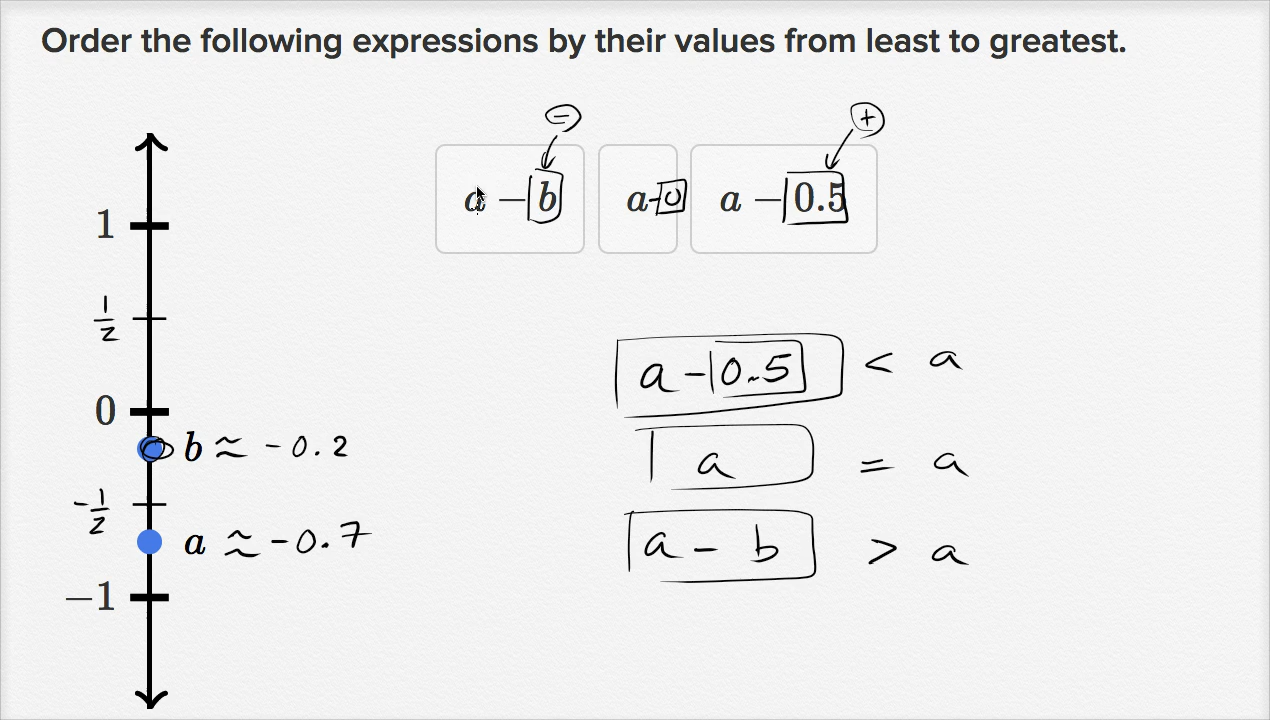 Order the following expressions by their values from least to greatest.
− +
a − b a-0 a − 0.5
1
1/2
a - 0.5 < a
0
b ≈ -0.2
a = a
-1/2
a ≈ -0.7
a - b > a
−1